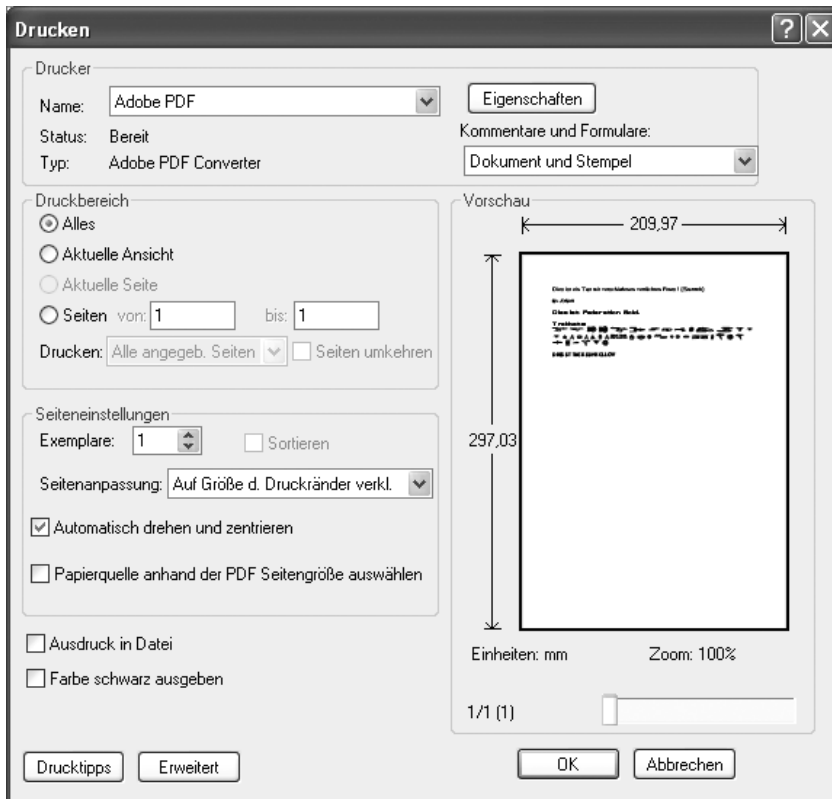 Drucken
Drucker
Name: Adobe PDF
Eigenschaften
Status: Bereit
Kommentare und Formulare:
Typ: Adobe PDF Converter
Dokument und Stempel
Druckbereich
Alles
Aktuelle Ansicht
Aktuelle Seite
Seiten von: 1 bis: 1
Drucken: Alle angegeb. Seiten Seiten umkehren
Seiteneinstellungen
Exemplare: 1 Sortieren
Seitenanpassung: Auf Größe d. Druckränder verkl.
Automatisch drehen und zentrieren
Papierquelle anhand der PDF Seitengröße auswählen
Ausdruck in Datei
Farbe schwarz ausgeben
Drucktipps Erweitert
Vorschau
209,97
297,03
Einheiten: mm Zoom: 100%
1/1 (1)
OK Abbrechen